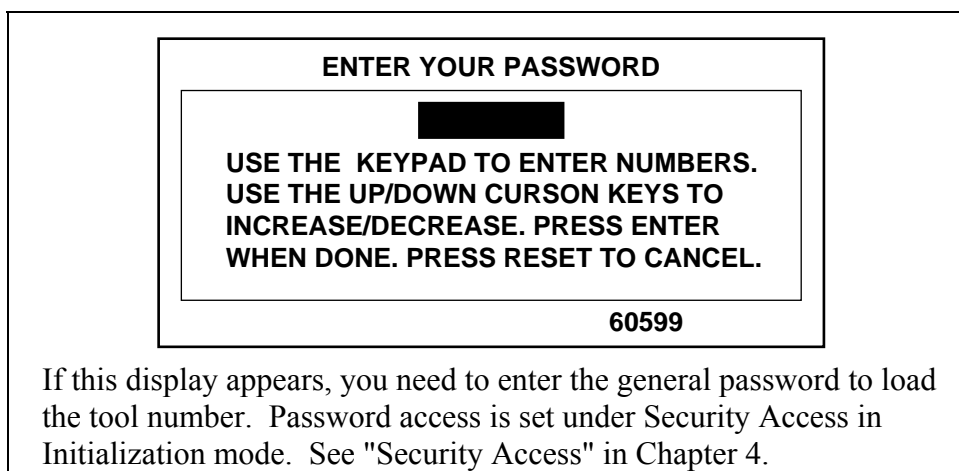 ENTER YOUR PASSWORD
USE THE KEYPAD TO ENTER NUMBERS.
USE THE UP/DOWN CURSON KEYS TO
INCREASE/DECREASE. PRESS ENTER
WHEN DONE. PRESS RESET TO CANCEL.
60599
If this display appears, you need to enter the general password to load
the tool number. Password access is set under Security Access in
Initialization mode. See "Security Access" in Chapter 4.